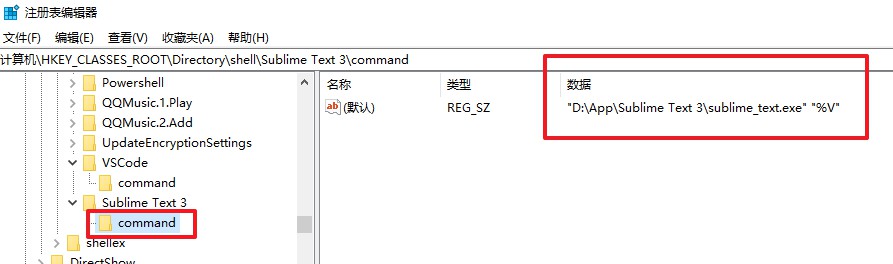 注册表编辑器
文件(F) 编辑(E) 查看(V) 收藏夹(A) 帮助(H)
计算机\HKEY_CLASSES_ROOT\Directory\shell\Sublime Text 3\command
Powershell
QQMusic.1.Play
QQMusic.2.Add
UpdateEncryptionSettings
VSCode
command
Sublime Text 3
command
shellex
DirectShow
名称 类型 数据
ab (默认) REG_SZ "D:\App\Sublime Text 3\sublime_text.exe" "%V"